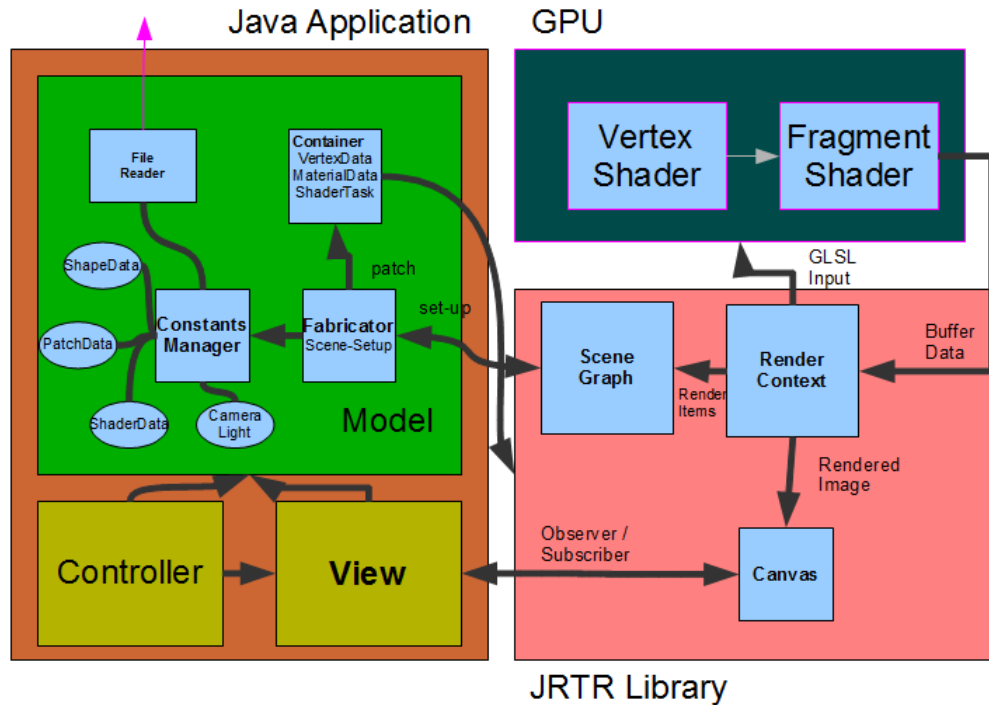 Java Application
GPU
File
Reader
Container
VertexData
MaterialData
ShaderTask
Vertex
Shader
Fragment
Shader
ShapeData
patch
GLSL
Input
PatchData
Constants
Manager
Fabricator
Scene-Setup
set-up
Scene
Graph
Render
Items
Render
Context
Buffer
Data
ShaderData
Camera
Light
Model
Rendered
Image
Controller
View
Observer /
Subscriber
Canvas
JRTR Library